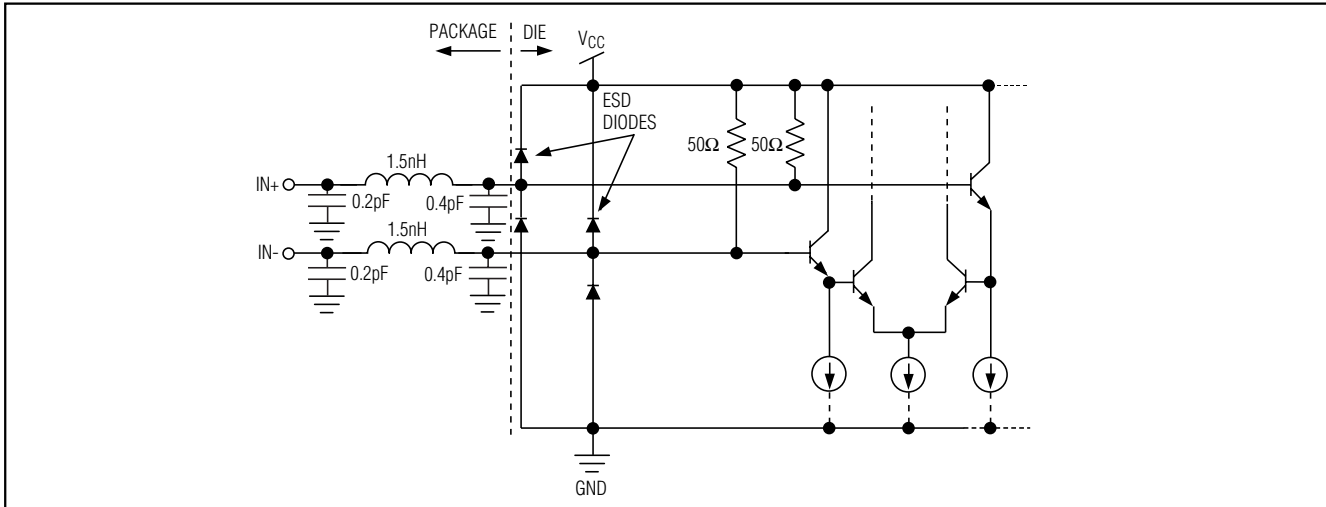 PACKAGE DIE
VCC
ESD
DIODES
50Ω 50Ω
1.5nH
IN+
0.2pF 0.4pF
1.5nH
IN-
0.2pF 0.4pF
GND